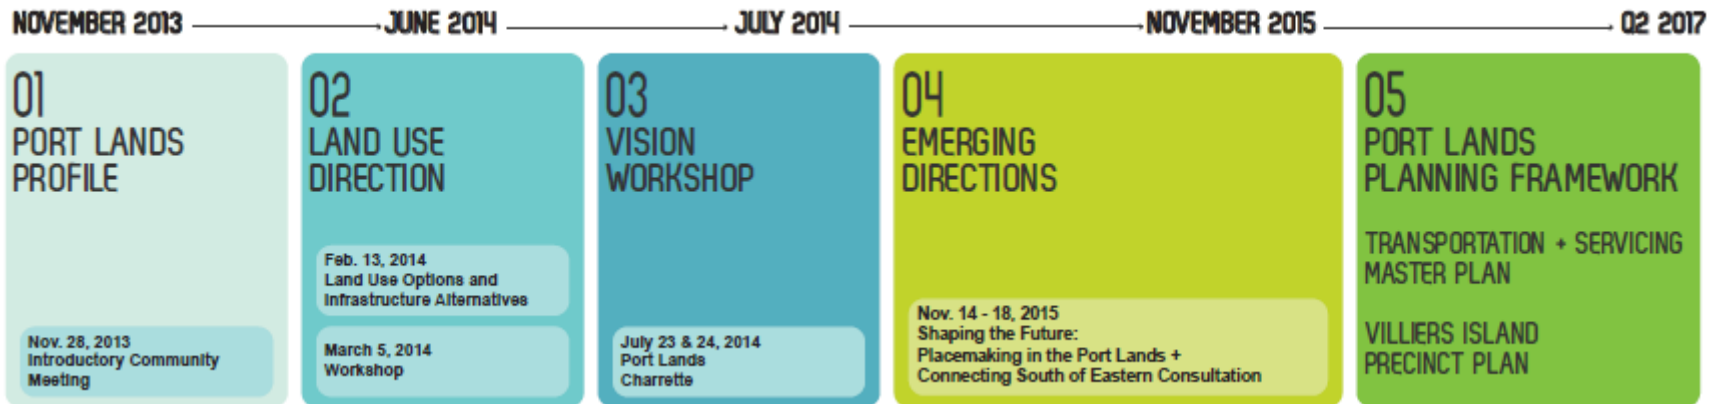 NOVEMBER 2013
JUNE 2014
JULY 2014
NOVEMBER 2015
Q2 2017
01
PORT LANDS
PROFILE
Nov. 28, 2013
Introductory Community
Meeting
02
LAND USE
DIRECTION
Feb. 13, 2014
Land Use Options and
Infrastructure Alternatives
March 5, 2014
Workshop
03
VISION
WORKSHOP
July 23 & 24, 2014
Port Lands
Charrette
04
EMERGING
DIRECTIONS
Nov. 14 - 18, 2015
Shaping the Future:
Placemaking in the Port Lands +
Connecting South of Eastern Consultation
05
PORT LANDS
PLANNING FRAMEWORK
TRANSPORTATION + SERVICING
MASTER PLAN
VILLIERS ISLAND
PRECINCT PLAN